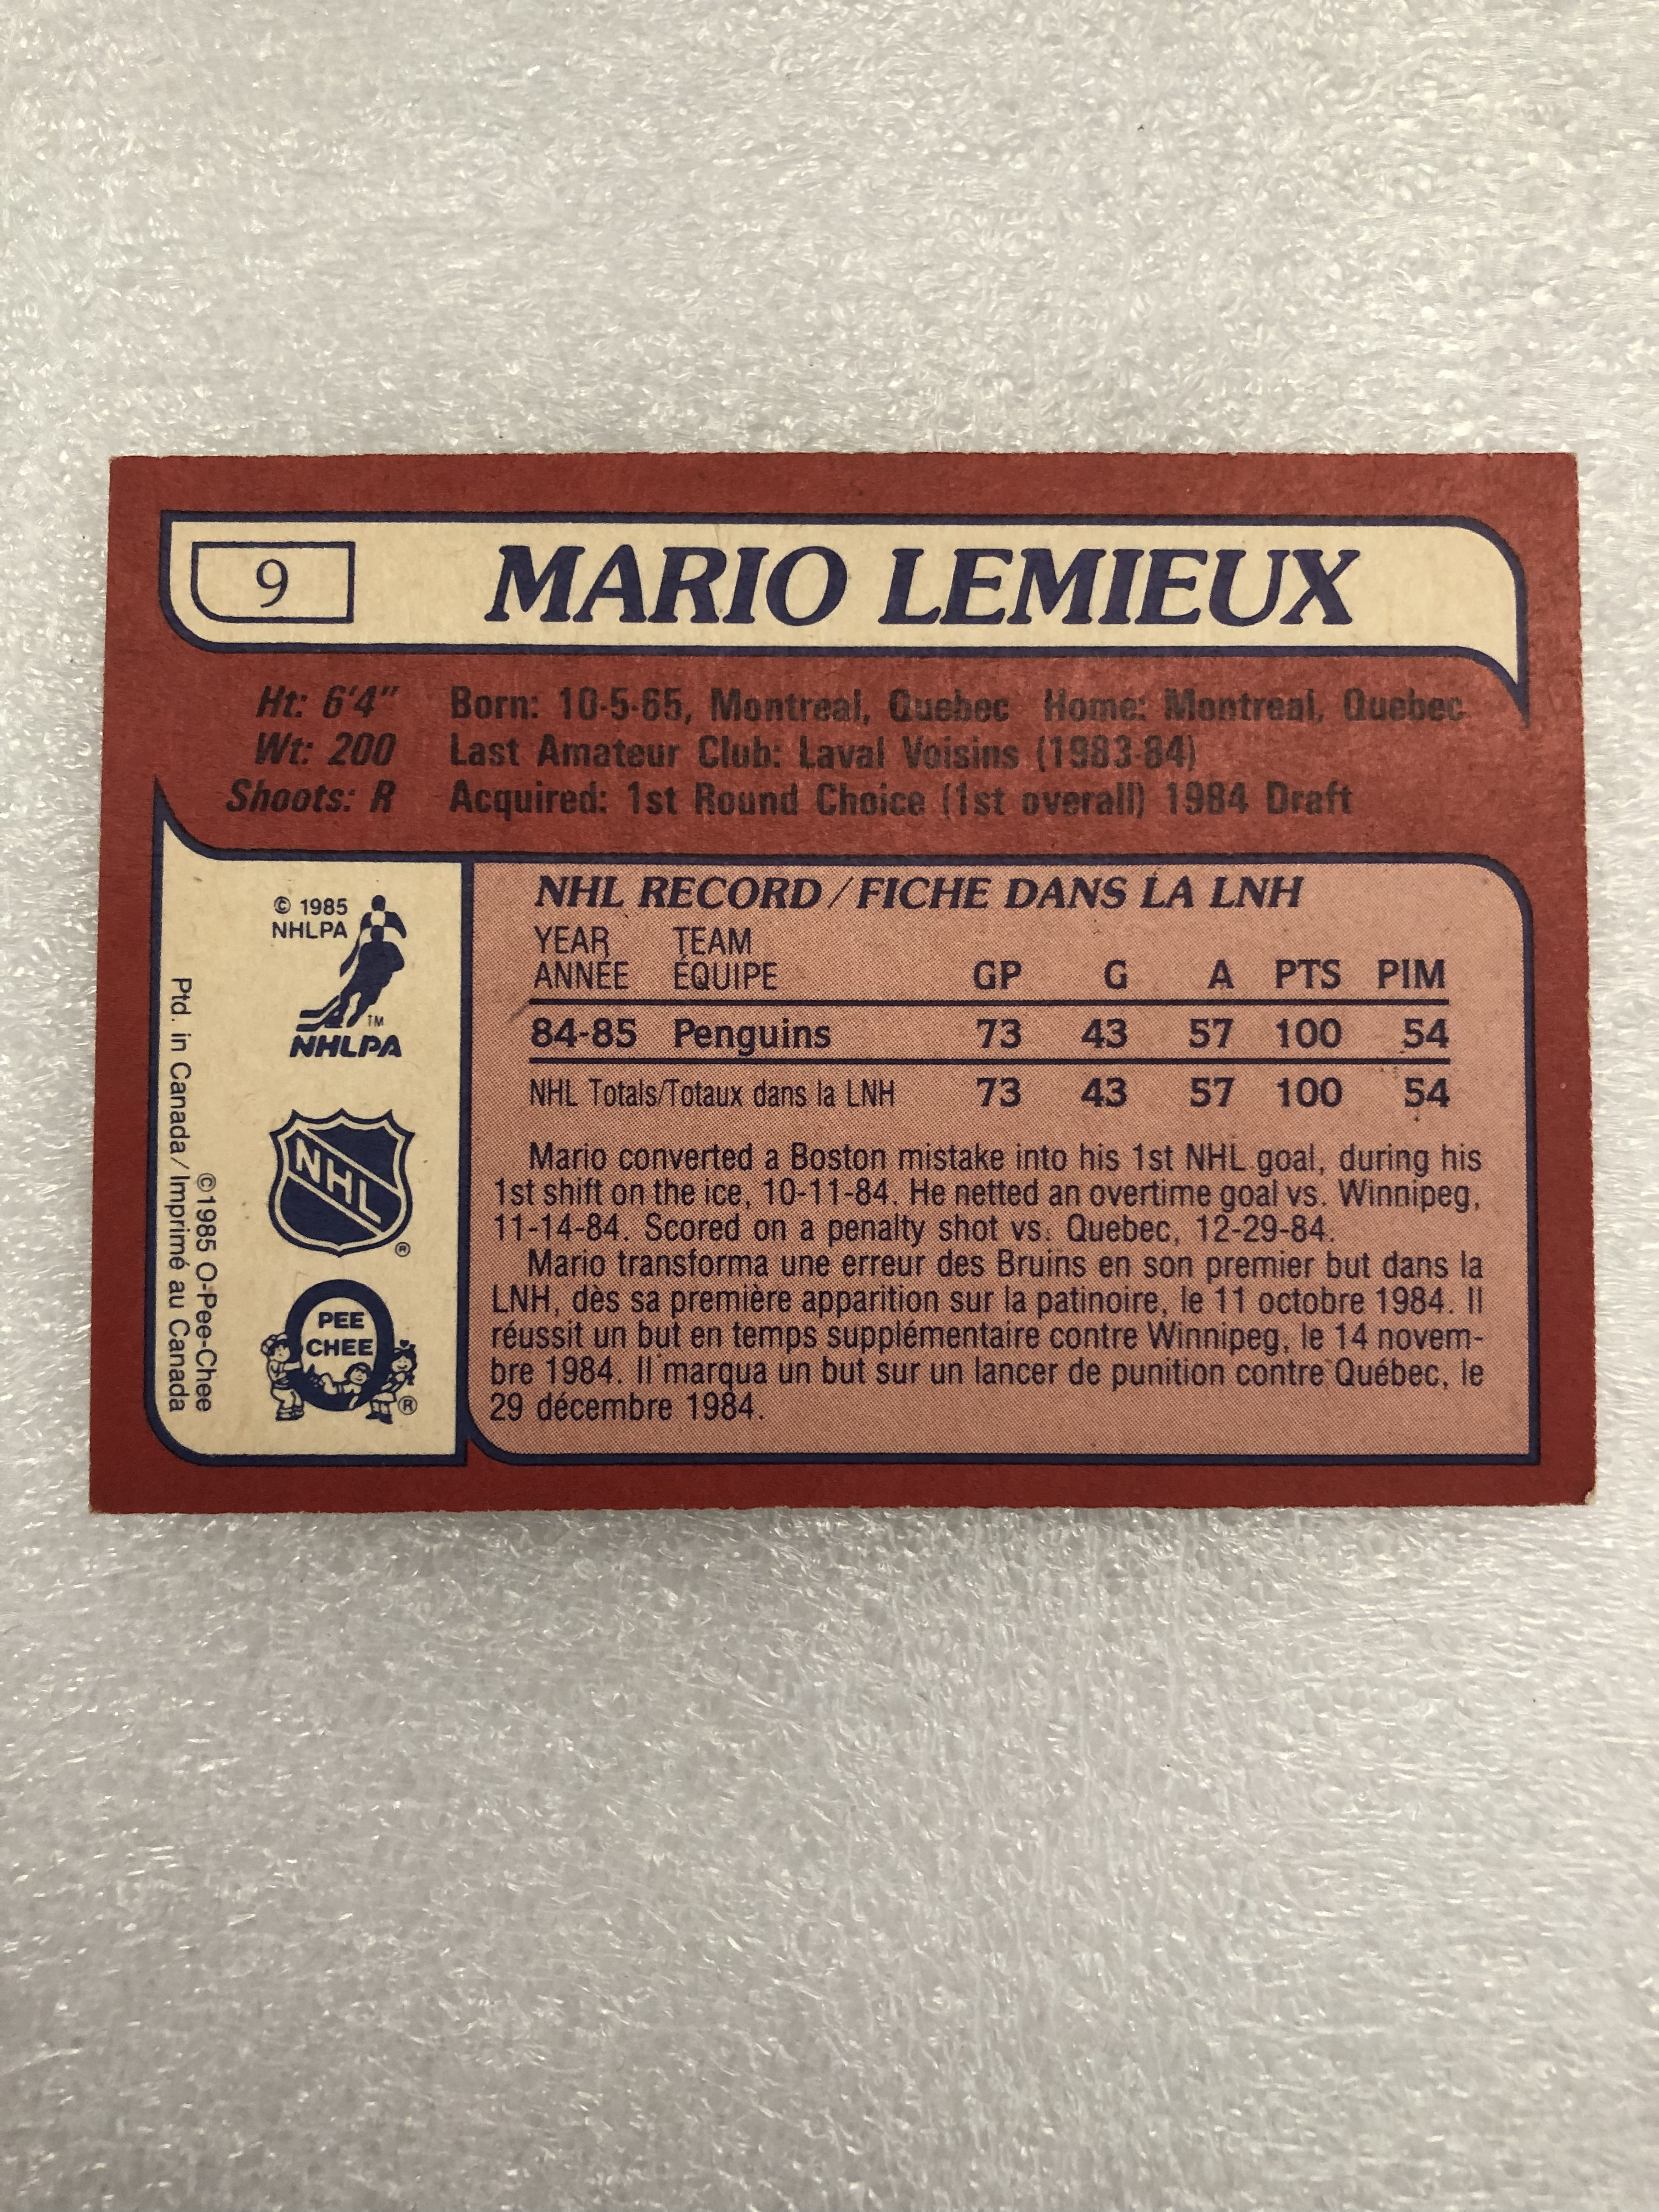 9
MARIO LEMIEUX
Ht: 6'4" Born: 10-5-65, Montreal, Quebec Home: Montreal, Quebec
Wt: 200 Last Amateur Club: Laval Voisins (1983-84)
Shoots: R Acquired: 1st Round Choice (1st overall) 1984 Draft
© 1985
NHLPA
TM
NHLPA
NHL
®
PEE
CHEE
®
©1985 O-Pee-Chee
Ptd. in Canada/Imprimé au Canada
NHL RECORD/FICHE DANS LA LNH
YEAR TEAM
ANNÉE ÉQUIPE GP G A PTS PIM
84-85 Penguins 73 43 57 100 54
NHL Totals/Totaux dans la LNH 73 43 57 100 54
Mario converted a Boston mistake into his 1st NHL goal, during his
1st shift on the ice, 10-11-84. He netted an overtime goal vs. Winnipeg,
11-14-84. Scored on a penalty shot vs. Quebec, 12-29-84.
Mario transforma une erreur des Bruins en son premier but dans la
LNH, dès sa première apparition sur la patinoire, le 11 octobre 1984. Il
réussit un but en temps supplémentaire contre Winnipeg, le 14 novem-
bre 1984. Il marqua un but sur un lancer de punition contre Québec, le
29 décembre 1984.